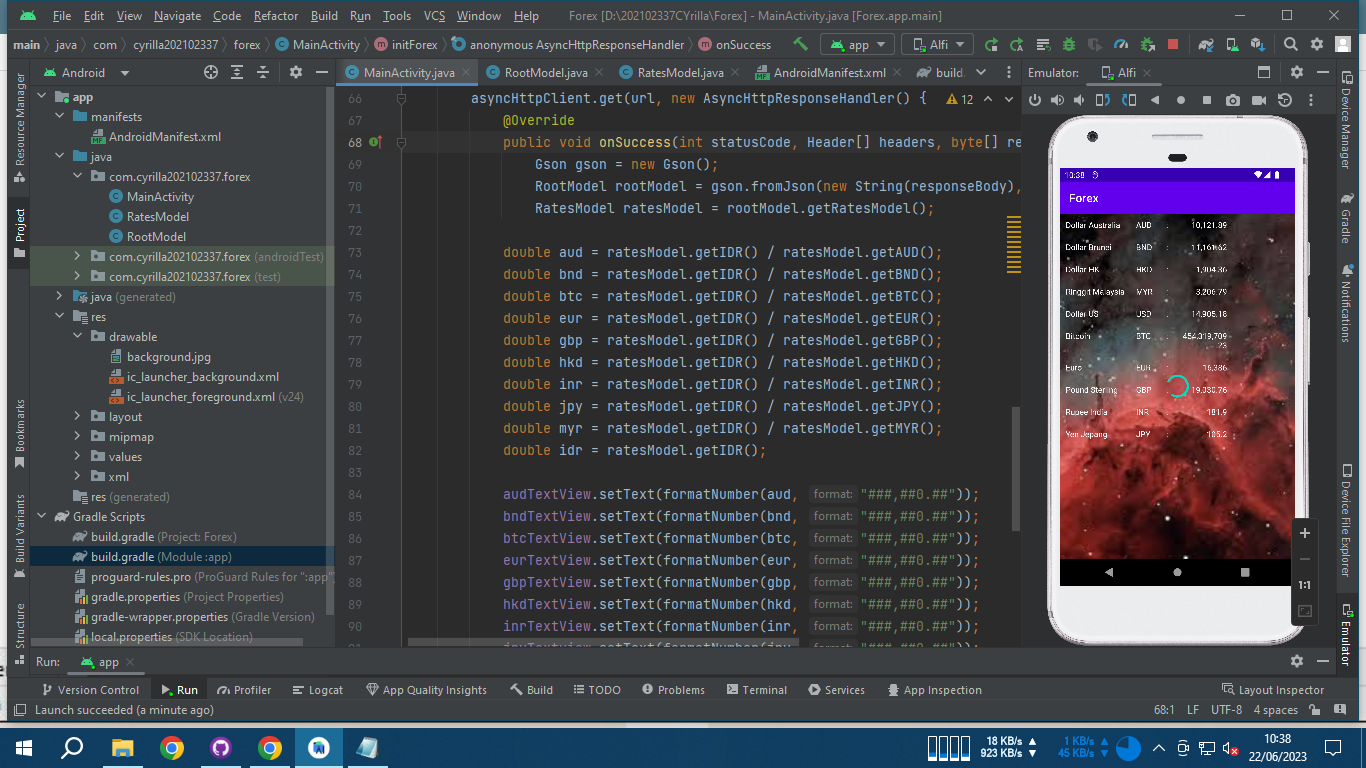 File Edit View Navigate Code Refactor Build Run Tools VCS Window Help Forex [D:\202102337CYrilla\Forex] - MainActivity.java [Forex.app.main]
main java com cyrilla202102337 forex MainActivity initForex anonymous AsyncHttpResponseHandler onSuccess app Alfi
Android
MainActivity.java RootModel.java RatesModel.java AndroidManifest.xml build.
Emulator: Alfi
Resource Manager
Project
Bookmarks
Build Variants
Structure
app
manifests
AndroidManifest.xml
java
com.cyrilla202102337.forex
MainActivity
RatesModel
RootModel
com.cyrilla202102337.forex (androidTest)
com.cyrilla202102337.forex (test)
java (generated)
res
drawable
background.jpg
ic_launcher_background.xml
ic_launcher_foreground.xml (v24)
layout
mipmap
values
xml
res (generated)
Gradle Scripts
build.gradle (Project: Forex)
build.gradle (Module :app)
proguard-rules.pro (ProGuard Rules for ":app"
gradle.properties (Project Properties)
gradle-wrapper.properties (Gradle Version)
local.properties (SDK Location)
12
66 asyncHttpClient.get(url, new AsyncHttpResponseHandler() {
67 @Override
68 public void onSuccess(int statusCode, Header[] headers, byte[] re
69 Gson gson = new Gson();
70 RootModel rootModel = gson.fromJson(new String(responseBody),
71 RatesModel ratesModel = rootModel.getRatesModel();
72
73 double aud = ratesModel.getIDR() / ratesModel.getAUD();
74 double bnd = ratesModel.getIDR() / ratesModel.getBND();
75 double btc = ratesModel.getIDR() / ratesModel.getBTC();
76 double eur = ratesModel.getIDR() / ratesModel.getEUR();
77 double gbp = ratesModel.getIDR() / ratesModel.getGBP();
78 double hkd = ratesModel.getIDR() / ratesModel.getHKD();
79 double inr = ratesModel.getIDR() / ratesModel.getINR();
80 double jpy = ratesModel.getIDR() / ratesModel.getJPY();
81 double myr = ratesModel.getIDR() / ratesModel.getMYR();
82 double idr = ratesModel.getIDR();
83
84 audTextView.setText(formatNumber(aud, format: "###,##0.##"));
85 bndTextView.setText(formatNumber(bnd, format: "###,##0.##"));
86 btcTextView.setText(formatNumber(btc, format: "###,##0.##"));
87 eurTextView.setText(formatNumber(eur, format: "###,##0.##"));
88 gbpTextView.setText(formatNumber(gbp, format: "###,##0.##"));
89 hkdTextView.setText(formatNumber(hkd, format: "###,##0.##"));
90 inrTextView.setText(formatNumber(inr, format: "###,##0.##"));
10:38
Forex
Dollar Australia AUD : 10,121.89
Dollar Brunei BND : 11,161.62
Dollar HK HKD : 1,904.36
Ringgit Malaysia MYR : 3,206.79
Dollar US USD : 14,905.18
Bitcoin BTC : 454,319,709
.23
Euro EUR : 16,386
Pound Sterling GBP 19,030.76
Rupee India INR : 181.9
Yen Jepang JPY : 105.2
1:1
Device Manager
Gradle
Notifications
Device File Explorer
Emulator
Run: app
Version Control Run Profiler Logcat App Quality Insights Build TODO Problems Terminal Services App Inspection Layout Inspector
Launch succeeded (a minute ago) 68:1 LF UTF-8 4 spaces
18 KB/s 1 KB/s 10:38
923 KB/s 45 KB/s 22/06/2023